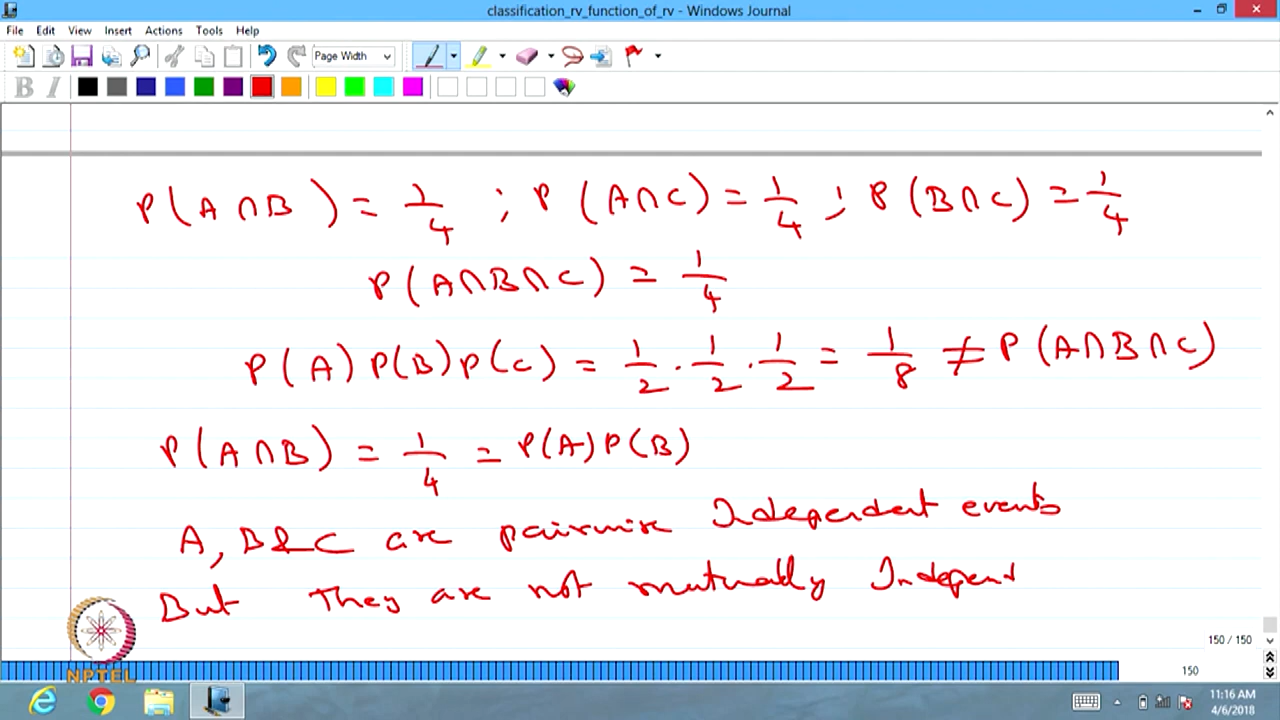 classification_rv_function_of_rv - Windows Journal
File Edit View Insert Actions Tools Help
Page Width
B I
P(A∩B) = 1/4 ; P(A∩C) = 1/4 ; P(B∩C) = 1/4
P(A∩B∩C) = 1/4
P(A)P(B)P(C) = 1/2 . 1/2 . 1/2 = 1/8 ≠ P(A∩B∩C)
P(A∩B) = 1/4 = P(A)P(B)
A, B & C are pairwise Independent events
But They are not mutually Independ
150 / 150
NPTEL
150
11:16 AM
4/6/2018